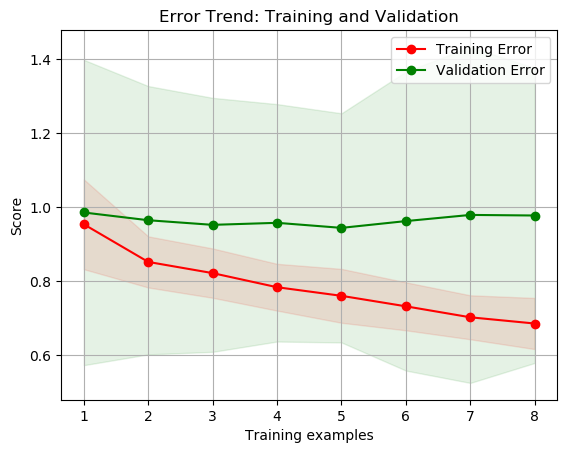 Error Trend: Training and Validation
Training Error
Validation Error
1.4
1.2
1.0
0.8
0.6
Score
1 2 3 4 5 6 7 8
Training examples